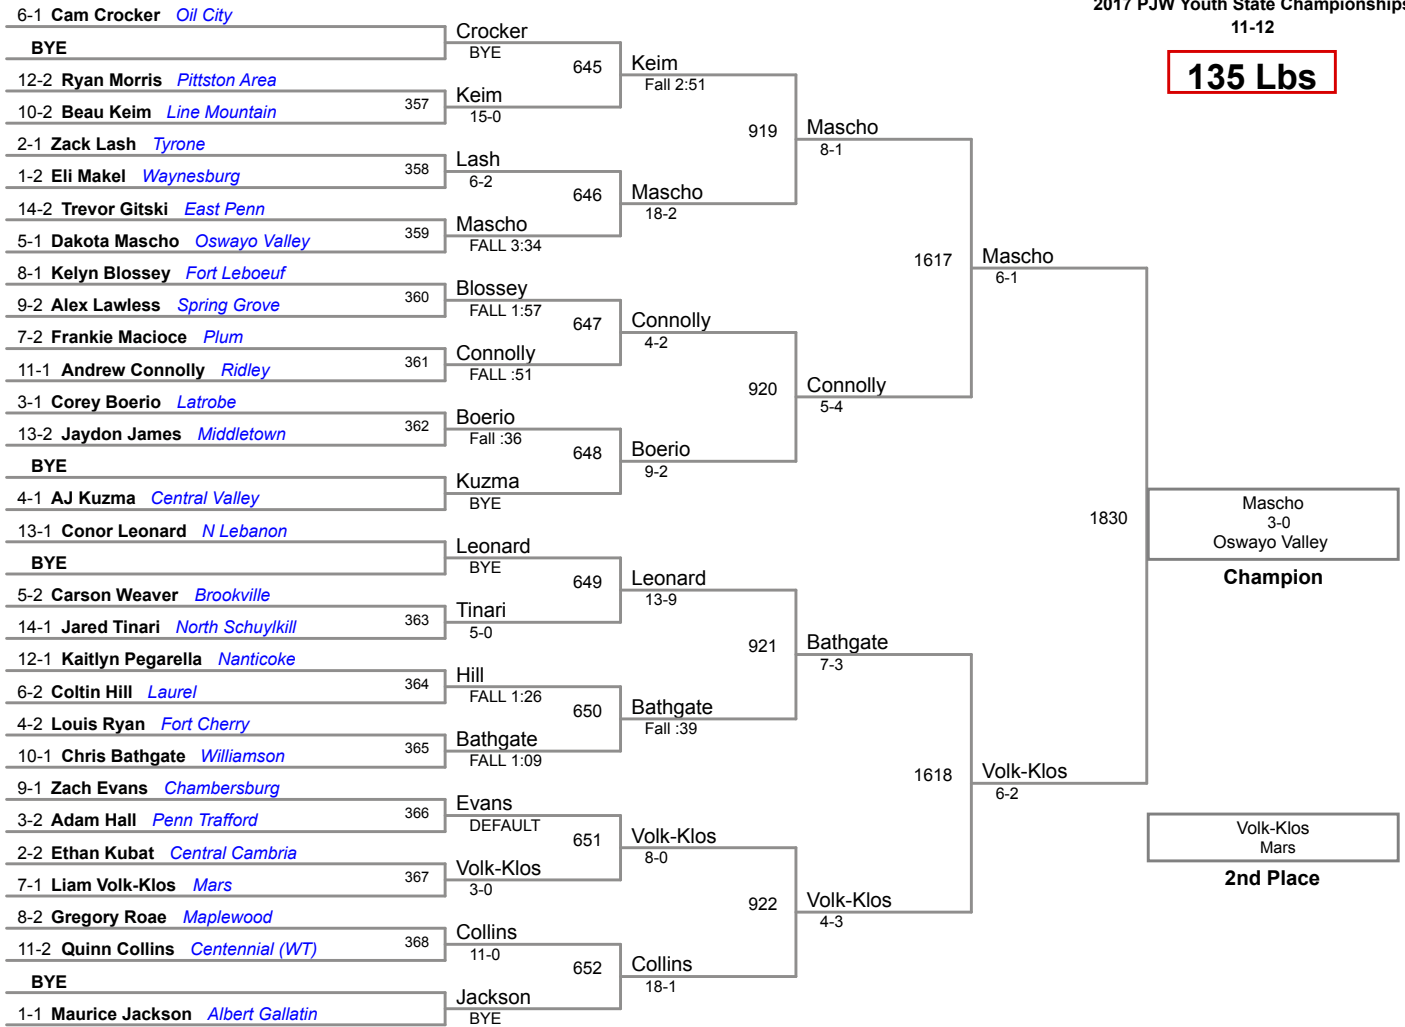 2017 PJW Youth State Championships
11-12
135 Lbs
6-1 Cam Crocker Oil City
BYE
12-2 Ryan Morris Pittston Area
10-2 Beau Keim Line Mountain
2-1 Zack Lash Tyrone
1-2 Eli Makel Waynesburg
14-2 Trevor Gitski East Penn
5-1 Dakota Mascho Oswayo Valley
8-1 Kelyn Blossey Fort Leboeuf
9-2 Alex Lawless Spring Grove
7-2 Frankie Macioce Plum
11-1 Andrew Connolly Ridley
3-1 Corey Boerio Latrobe
13-2 Jaydon James Middletown
BYE
4-1 AJ Kuzma Central Valley
13-1 Conor Leonard N Lebanon
BYE
5-2 Carson Weaver Brookville
14-1 Jared Tinari North Schuylkill
12-1 Kaitlyn Pegarella Nanticoke
6-2 Coltin Hill Laurel
4-2 Louis Ryan Fort Cherry
10-1 Chris Bathgate Williamson
9-1 Zach Evans Chambersburg
3-2 Adam Hall Penn Trafford
2-2 Ethan Kubat Central Cambria
7-1 Liam Volk-Klos Mars
8-2 Gregory Roae Maplewood
11-2 Quinn Collins Centennial (WT)
BYE
1-1 Maurice Jackson Albert Gallatin
357
358
359
360
361
362
363
364
365
366
367
368
Crocker
BYE
Keim
15-0
Lash
6-2
Mascho
FALL 3:34
Blossey
FALL 1:57
Connolly
FALL :51
Boerio
Fall :36
Kuzma
BYE
Leonard
BYE
Tinari
5-0
Hill
FALL 1:26
Bathgate
FALL 1:09
Evans
DEFAULT
Volk-Klos
3-0
Collins
11-0
Jackson
BYE
645
646
647
648
649
650
651
652
Keim
Fall 2:51
Mascho
18-2
Connolly
4-2
Boerio
9-2
Leonard
13-9
Bathgate
Fall :39
Volk-Klos
8-0
Collins
18-1
919
920
921
922
Mascho
8-1
Connolly
5-4
Bathgate
7-3
Volk-Klos
4-3
1617
1618
Mascho
6-1
Volk-Klos
6-2
1830
Mascho
3-0
Oswayo Valley
Champion
Volk-Klos
Mars
2nd Place